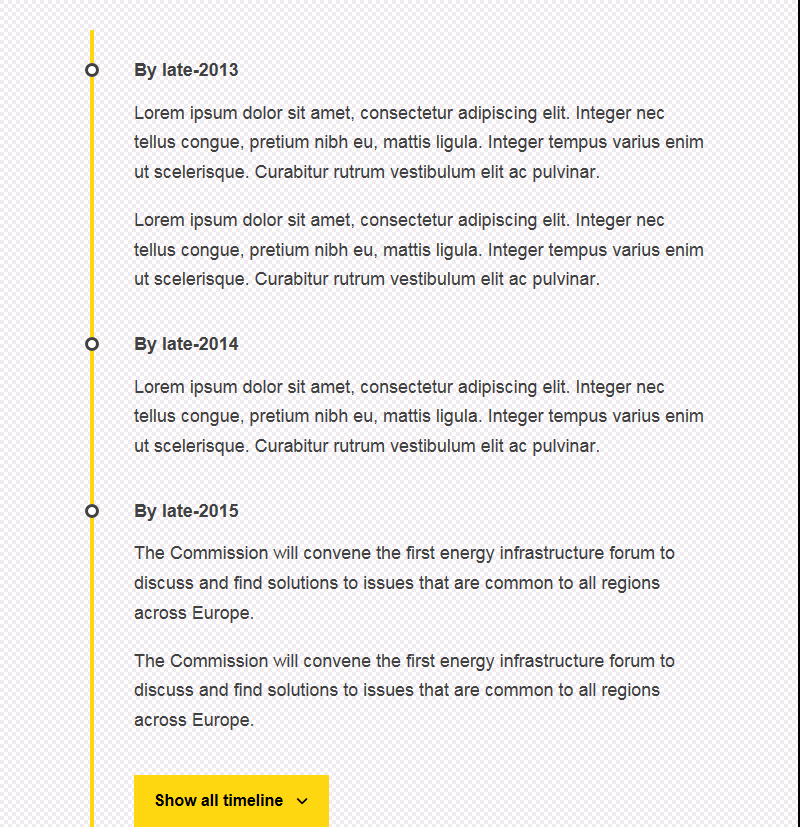 By late-2013
Lorem ipsum dolor sit amet, consectetur adipiscing elit. Integer nec
tellus congue, pretium nibh eu, mattis ligula. Integer tempus varius enim
ut scelerisque. Curabitur rutrum vestibulum elit ac pulvinar.
Lorem ipsum dolor sit amet, consectetur adipiscing elit. Integer nec
tellus congue, pretium nibh eu, mattis ligula. Integer tempus varius enim
ut scelerisque. Curabitur rutrum vestibulum elit ac pulvinar.
By late-2014
Lorem ipsum dolor sit amet, consectetur adipiscing elit. Integer nec
tellus congue, pretium nibh eu, mattis ligula. Integer tempus varius enim
ut scelerisque. Curabitur rutrum vestibulum elit ac pulvinar.
By late-2015
The Commission will convene the first energy infrastructure forum to
discuss and find solutions to issues that are common to all regions
across Europe.
The Commission will convene the first energy infrastructure forum to
discuss and find solutions to issues that are common to all regions
across Europe.
Show all timeline